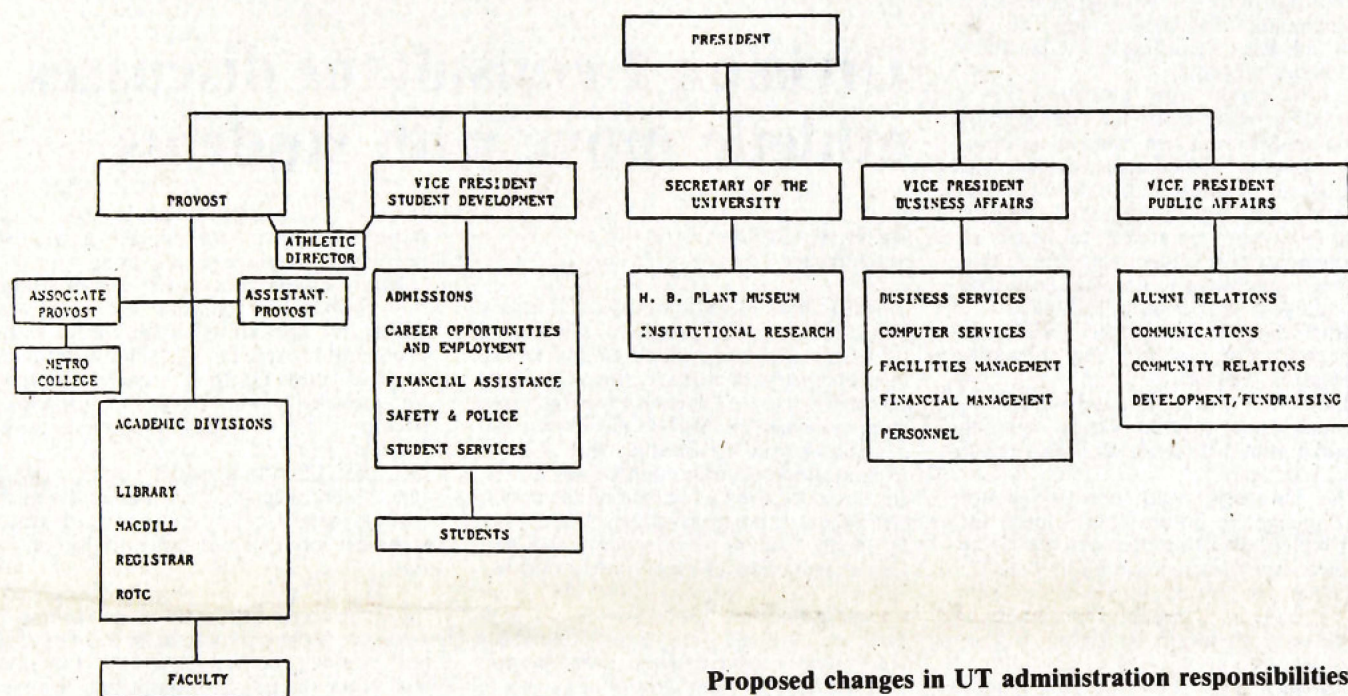 PRESIDENT
PROVOST
VICE PRESIDENT
STUDENT DEVELOPMENT
SECRETARY OF THE
UNIVERSITY
VICE PRESIDENT
BUSINESS AFFAIRS
VICE PRESIDENT
PUBLIC AFFAIRS
ATHLETIC
DIRECTOR
ASSOCIATE
PROVOST
ASSISTANT
PROVOST
METRO
COLLEGE
ACADEMIC DIVISIONS
LIBRARY
MACDILL
REGISTRAR
ROTC
FACULTY
ADMISSIONS
CAREER OPPORTUNITIES
AND EMPLOYMENT
FINANCIAL ASSISTANCE
SAFETY & POLICE
STUDENT SERVICES
STUDENTS
H. B. PLANT MUSEUM
INSTITUTIONAL RESEARCH
BUSINESS SERVICES
COMPUTER SERVICES
FACILITIES MANAGEMENT
FINANCIAL MANAGEMENT
PERSONNEL
ALUMNI RELATIONS
COMMUNICATIONS
COMMUNITY RELATIONS
DEVELOPMENT/FUNDRAISING
Proposed changes in UT administration responsibilities